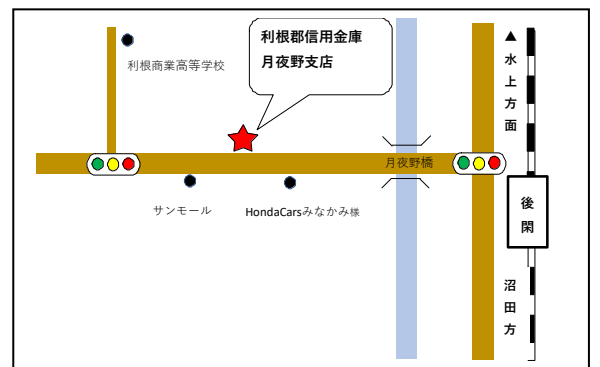 利根郡信用金庫
月夜野支店
利根商業高等学校
▲水上方面
月夜野橋
サンモール
HondaCarsみなかみ様
後閑
沼田方